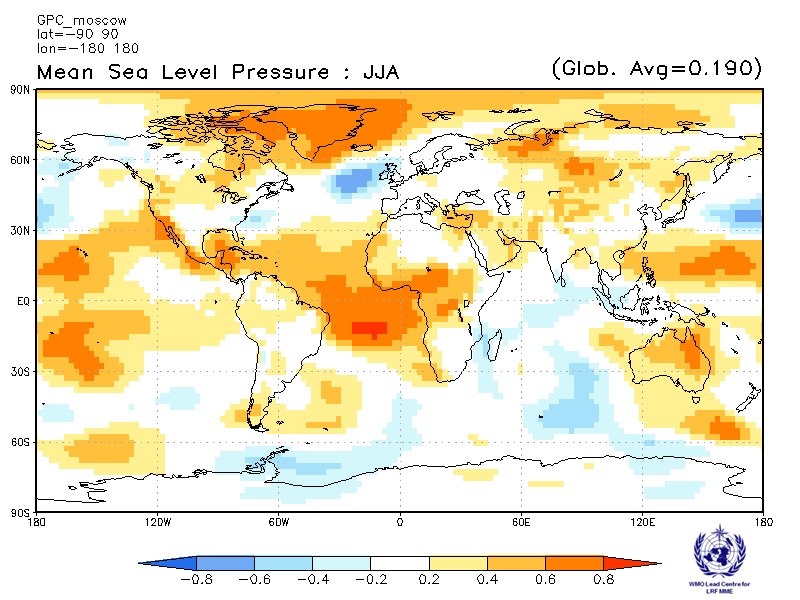 GPC_moscow
lat=-90 90
lon=-180 180
Mean Sea Level Pressure : JJA (Glob. Avg=0.190)
90N
60N
30N
EQ
30S
60S
90S
180 120W 60W 0 60E 120E 180
-0.8 -0.6 -0.4 -0.2 0.2 0.4 0.6 0.8
WMO Lead Centre for
LRF MME